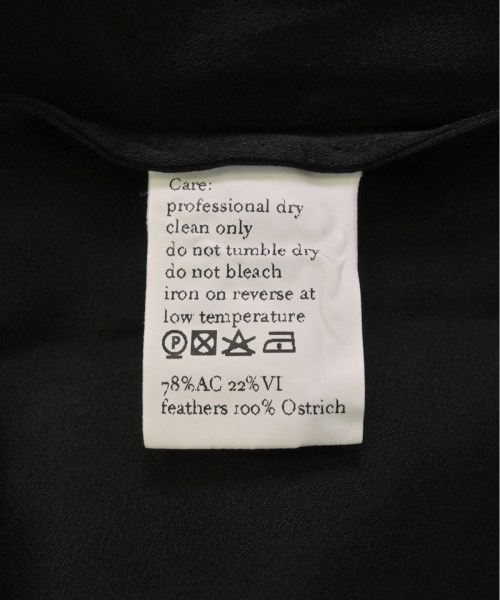 Care:
professional dry
clean only
do not tumble dry
do not bleach
iron on reverse at
low temperature
P
78%AC 22%VI
feathers 100% Ostrich